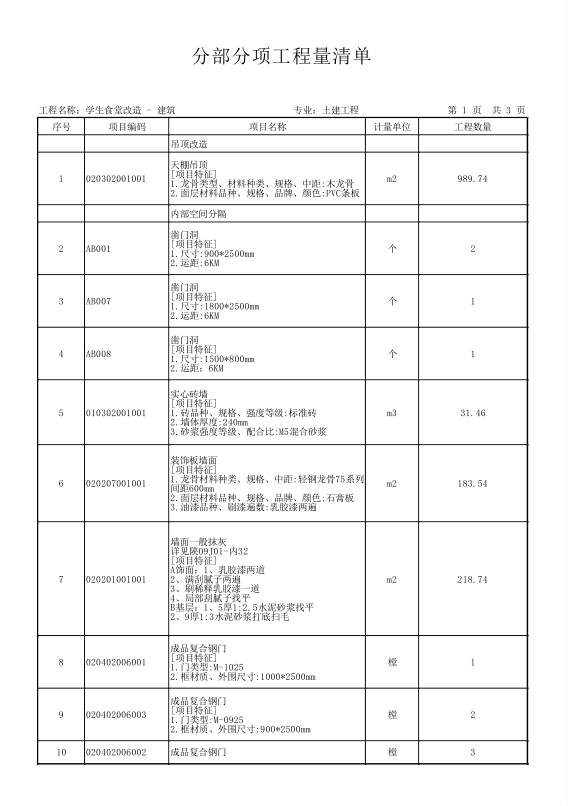 分部分项工程量清单
工程名称：学生食堂改造 - 建筑 专业：土建工程 第 1 页 共 3 页
序号 项目编码 项目名称 计量单位 工程数量
吊顶改造
1 020302001001 天棚吊顶 m2 989.74
[项目特征]
1.龙骨类型、材料种类、规格、中距:木龙骨
2.面层材料品种、规格、品牌、颜色:PVC条板
内部空间分隔
2 AB001 凿门洞 个 2
[项目特征]
1.尺寸:900*2500mm
2.运距:6KM
3 AB007 凿门洞 个 1
[项目特征]
1.尺寸:1800*2500mm
2.运距:6KM
4 AB008 凿门洞 个 1
[项目特征]
1.尺寸:1500*800mm
2.运距：6KM
5 010302001001 实心砖墙 m3 31.46
[项目特征]
1.砖品种、规格、强度等级:标准砖
2.墙体厚度:240mm
3.砂浆强度等级、配合比:M5混合砂浆
6 020207001001 装饰板墙面 m2 183.54
[项目特征]
1.龙骨材料种类、规格、中距:轻钢龙骨75系列
间距600mm
2.面层材料品种、规格、品牌、颜色:石膏板
3.油漆品种、刷漆遍数:乳胶漆两遍
7 020201001001 墙面一般抹灰 m2 218.74
详见陕09J01-内32
[项目特征]
A饰面：1、乳胶漆两道
2、满刮腻子两遍
3、刷稀释乳胶漆一道
4、局部刮腻子找平
B基层：1、5厚1:2.5水泥砂浆找平
2、9厚1:3水泥砂浆打底扫毛
8 020402006001 成品复合钢门 樘 1
[项目特征]
1.门类型:M-1025
2.框材质、外围尺寸:1000*2500mm
9 020402006003 成品复合钢门 樘 2
[项目特征]
1.门类型:M-0925
2.框材质、外围尺寸:900*2500mm
10 020402006002 成品复合钢门 樘 3